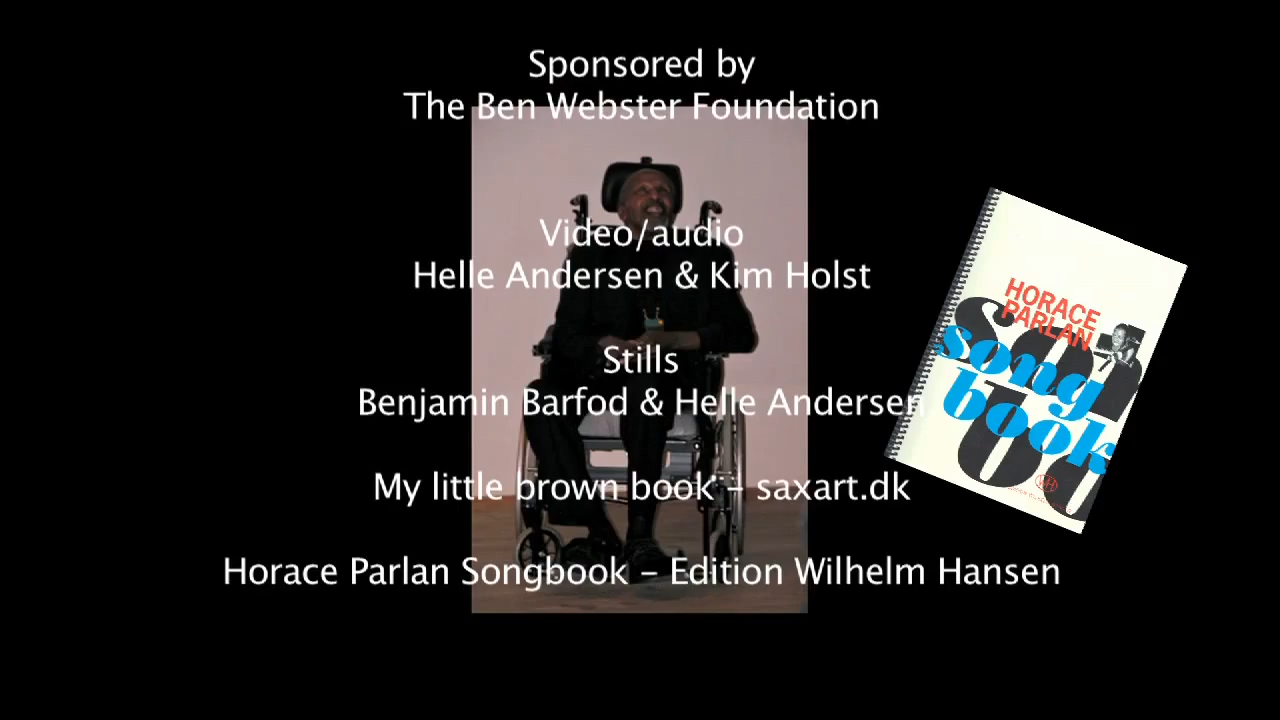 Sponsored by
The Ben Webster Foundation
Video/audio
Helle Andersen & Kim Holst
Stills
Benjamin Barfod & Helle Andersen
My little brown book - saxart.dk
Horace Parlan Songbook - Edition Wilhelm Hansen
HORACE
PARLAN
song
book